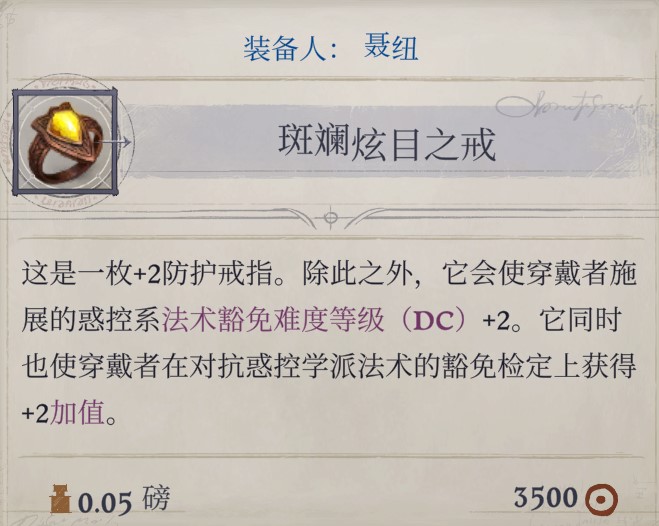 装备人： 聂纽
斑斓炫目之戒
这是一枚+2防护戒指。除此之外，它会使穿戴者施
展的惑控系法术豁免难度等级（DC）+2。它同时
也使穿戴者在对抗惑控学派法术的豁免检定上获得
+2加值。
0.05 磅
3500